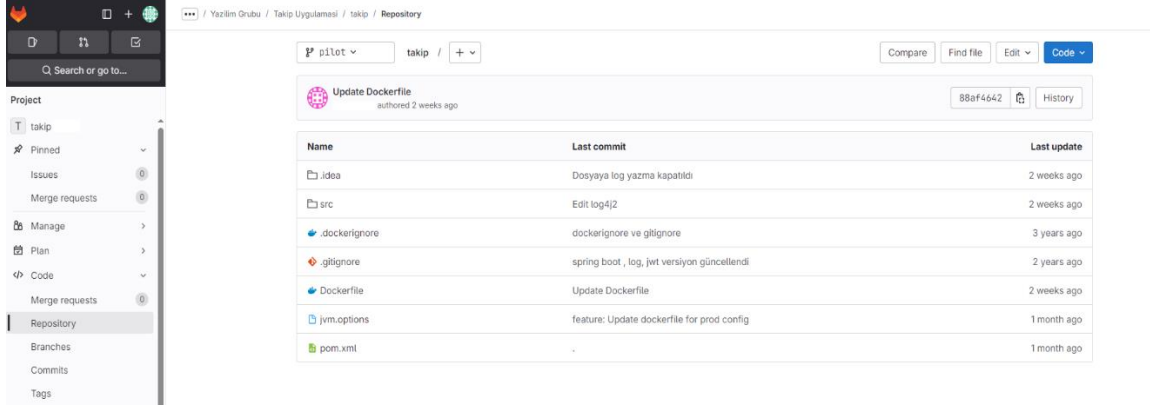 ... / Yazilim Grubu / Takip Uygulamasi / takip / Repository
Search or go to...
Project
T takip
Pinned
Issues 0
Merge requests 0
Manage
Plan
Code
Merge requests 0
Repository
Branches
Commits
Tags
pilot takip / +
Compare Find file Edit Code
Update Dockerfile
authored 2 weeks ago
88af4642 History
Name Last commit Last update
.idea Dosyaya log yazma kapatıldı 2 weeks ago
src Edit log4j2 2 weeks ago
.dockerignore dockerignore ve gitignore 3 years ago
.gitignore spring boot , log, jwt versiyon güncellendi 2 years ago
Dockerfile Update Dockerfile 2 weeks ago
jvm.options feature: Update dockerfile for prod config 1 month ago
pom.xml . 1 month ago